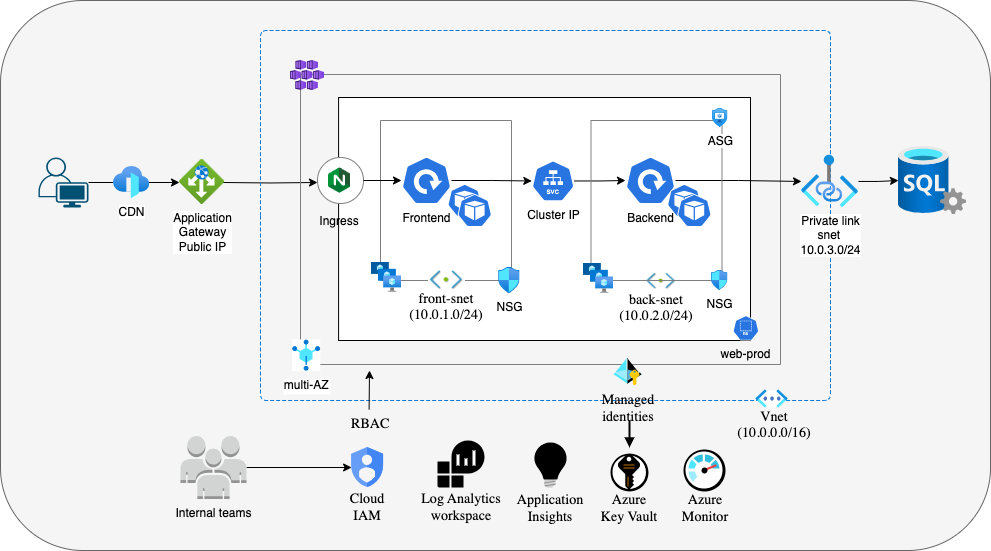 ASG
CDN
Application
Gateway
Public IP
N
Ingress
Frontend
svc
Cluster IP
Backend
Private link
snet
10.0.3.0/24
SQL
front-snet
(10.0.1.0/24)
NSG
back-snet
(10.0.2.0/24)
NSG
web-prod
multi-AZ
Managed
identities
RBAC
Vnet
(10.0.0.0/16)
Internal teams
Cloud
IAM
Log Analytics
workspace
Application
Insights
Azure
Key Vault
Azure
Monitor